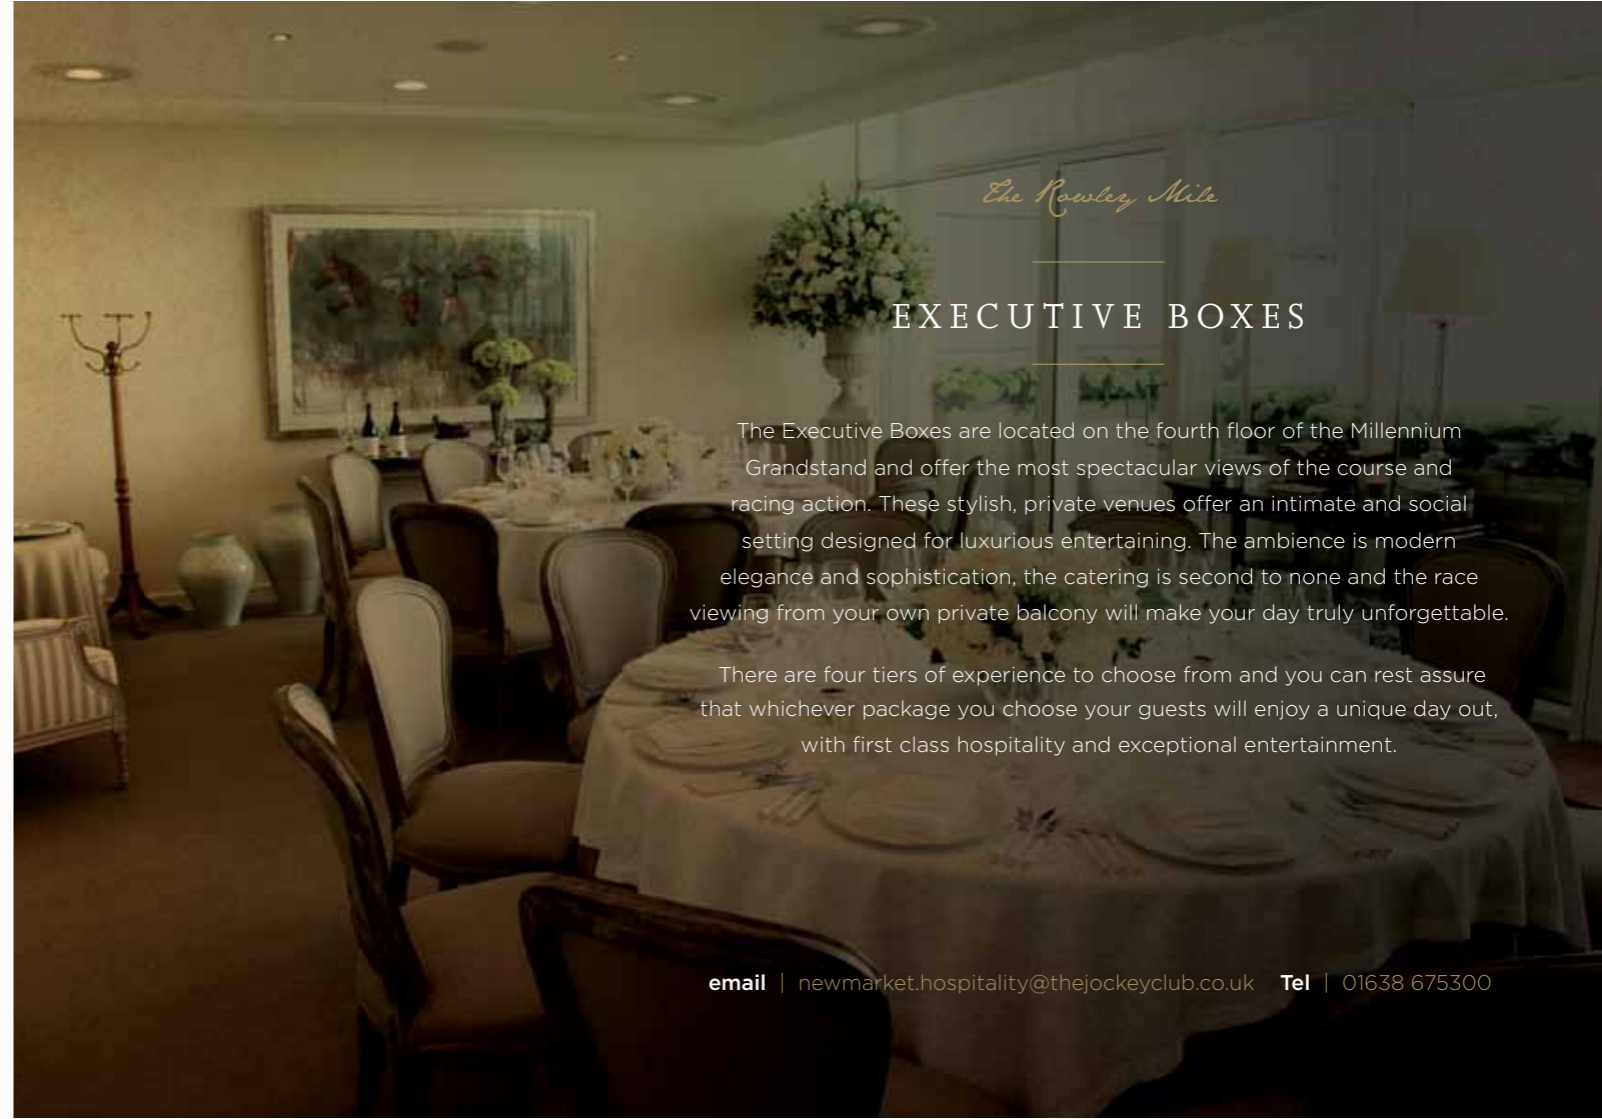 The Rowley Mile
EXECUTIVE BOXES
The Executive Boxes are located on the fourth floor of the Millennium
Grandstand and offer the most spectacular views of the course and
racing action. These stylish, private venues offer an intimate and social
setting designed for luxurious entertaining. The ambience is modern
elegance and sophistication, the catering is second to none and the race
viewing from your own private balcony will make your day truly unforgettable.
There are four tiers of experience to choose from and you can rest assure
that whichever package you choose your guests will enjoy a unique day out,
with first class hospitality and exceptional entertainment.
email | newmarket.hospitality@thejockeyclub.co.uk Tel | 01638 675300